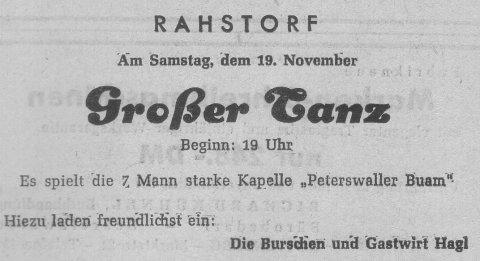 RAHSTORF
Am Samstag, dem 19. November
Großer Tanz
Beginn: 19 Uhr
Es spielt die 7 Mann starke Kapelle „Peterswaller Buam“.
Hiezu laden freundlichst ein:
Die Burschen und Gastwirt Hagl